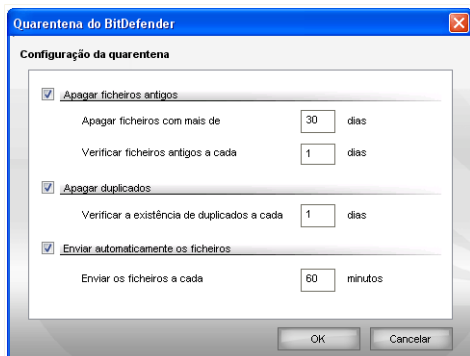 Quarentena do BitDefender
Configuração da quarentena
Apagar ficheiros antigos
Apagar ficheiros com mais de 30 dias
Verificar ficheiros antigos a cada 1 dias
Apagar duplicados
Verificar a existência de duplicados a cada 1 dias
Enviar automaticamente os ficheiros
Enviar os ficheiros a cada 60 minutos
OK Cancelar